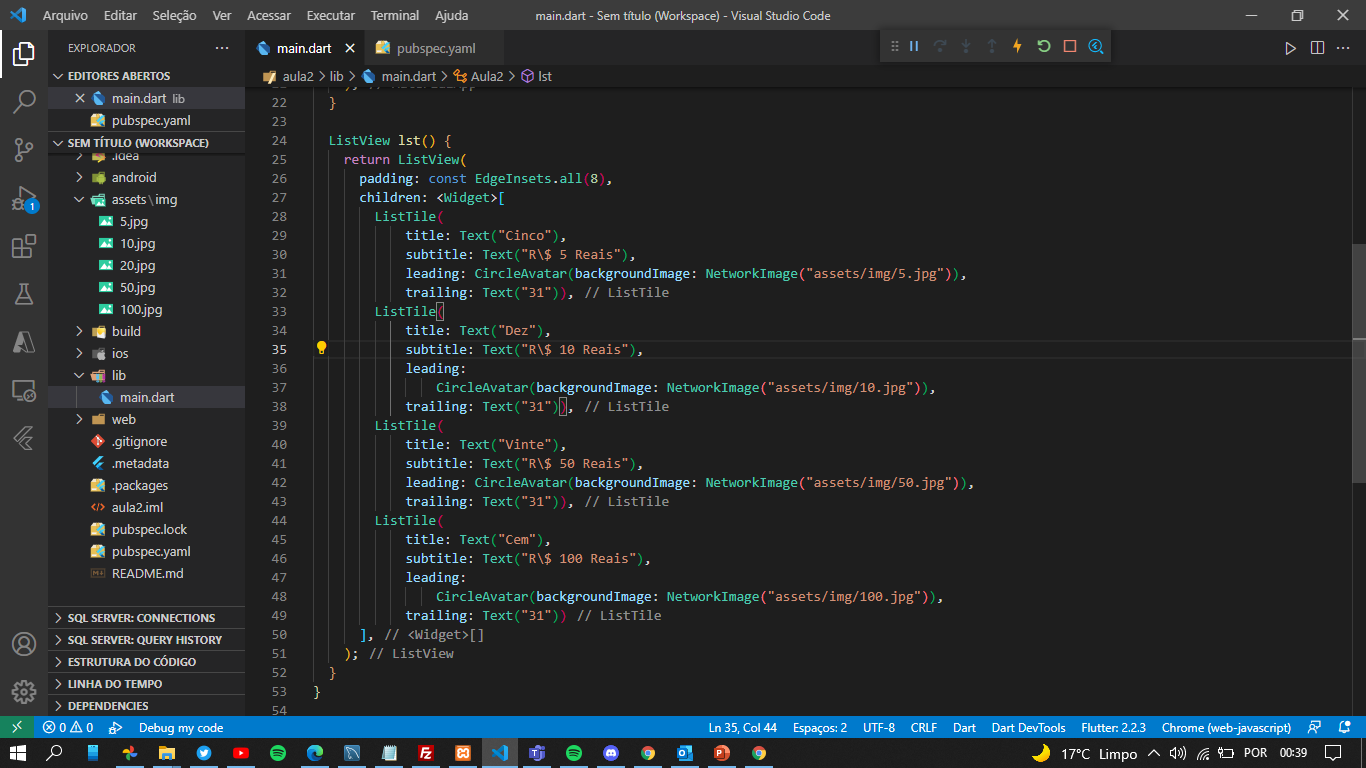 Arquivo Editar Seleção Ver Acessar Executar Terminal Ajuda
main.dart - Sem título (Workspace) - Visual Studio Code
EXPLORADOR
EDITORES ABERTOS
main.dart lib
pubspec.yaml
SEM TÍTULO (WORKSPACE)
.idea
android
assets\img
5.jpg
10.jpg
20.jpg
50.jpg
100.jpg
build
ios
lib
main.dart
web
.gitignore
.metadata
.packages
aula2.iml
pubspec.lock
pubspec.yaml
README.md
SQL SERVER: CONNECTIONS
SQL SERVER: QUERY HISTORY
ESTRUTURA DO CÓDIGO
LINHA DO TEMPO
DEPENDENCIES
1
main.dart
pubspec.yaml
aula2 > lib > main.dart > Aula2 > lst
22 }
23
24 ListView lst() {
25 return ListView(
26 padding: const EdgeInsets.all(8),
27 children: <Widget>[
28 ListTile(
29 title: Text("Cinco"),
30 subtitle: Text("R\$ 5 Reais"),
31 leading: CircleAvatar(backgroundImage: NetworkImage("assets/img/5.jpg")),
32 trailing: Text("31")), // ListTile
33 ListTile(
34 title: Text("Dez"),
35 subtitle: Text("R\$ 10 Reais"),
36 leading:
37 CircleAvatar(backgroundImage: NetworkImage("assets/img/10.jpg")),
38 trailing: Text("31")), // ListTile
39 ListTile(
40 title: Text("Vinte"),
41 subtitle: Text("R\$ 50 Reais"),
42 leading: CircleAvatar(backgroundImage: NetworkImage("assets/img/50.jpg")),
43 trailing: Text("31")), // ListTile
44 ListTile(
45 title: Text("Cem"),
46 subtitle: Text("R\$ 100 Reais"),
47 leading:
48 CircleAvatar(backgroundImage: NetworkImage("assets/img/100.jpg")),
49 trailing: Text("31")) // ListTile
50 ], // <Widget>[]
51 ); // ListView
52 }
53 }
54
0 0 Debug my code
Ln 35, Col 44 Espaços: 2 UTF-8 CRLF Dart Dart DevTools Flutter: 2.2.3 Chrome (web-javascript)
17°C Limpo POR 00:39